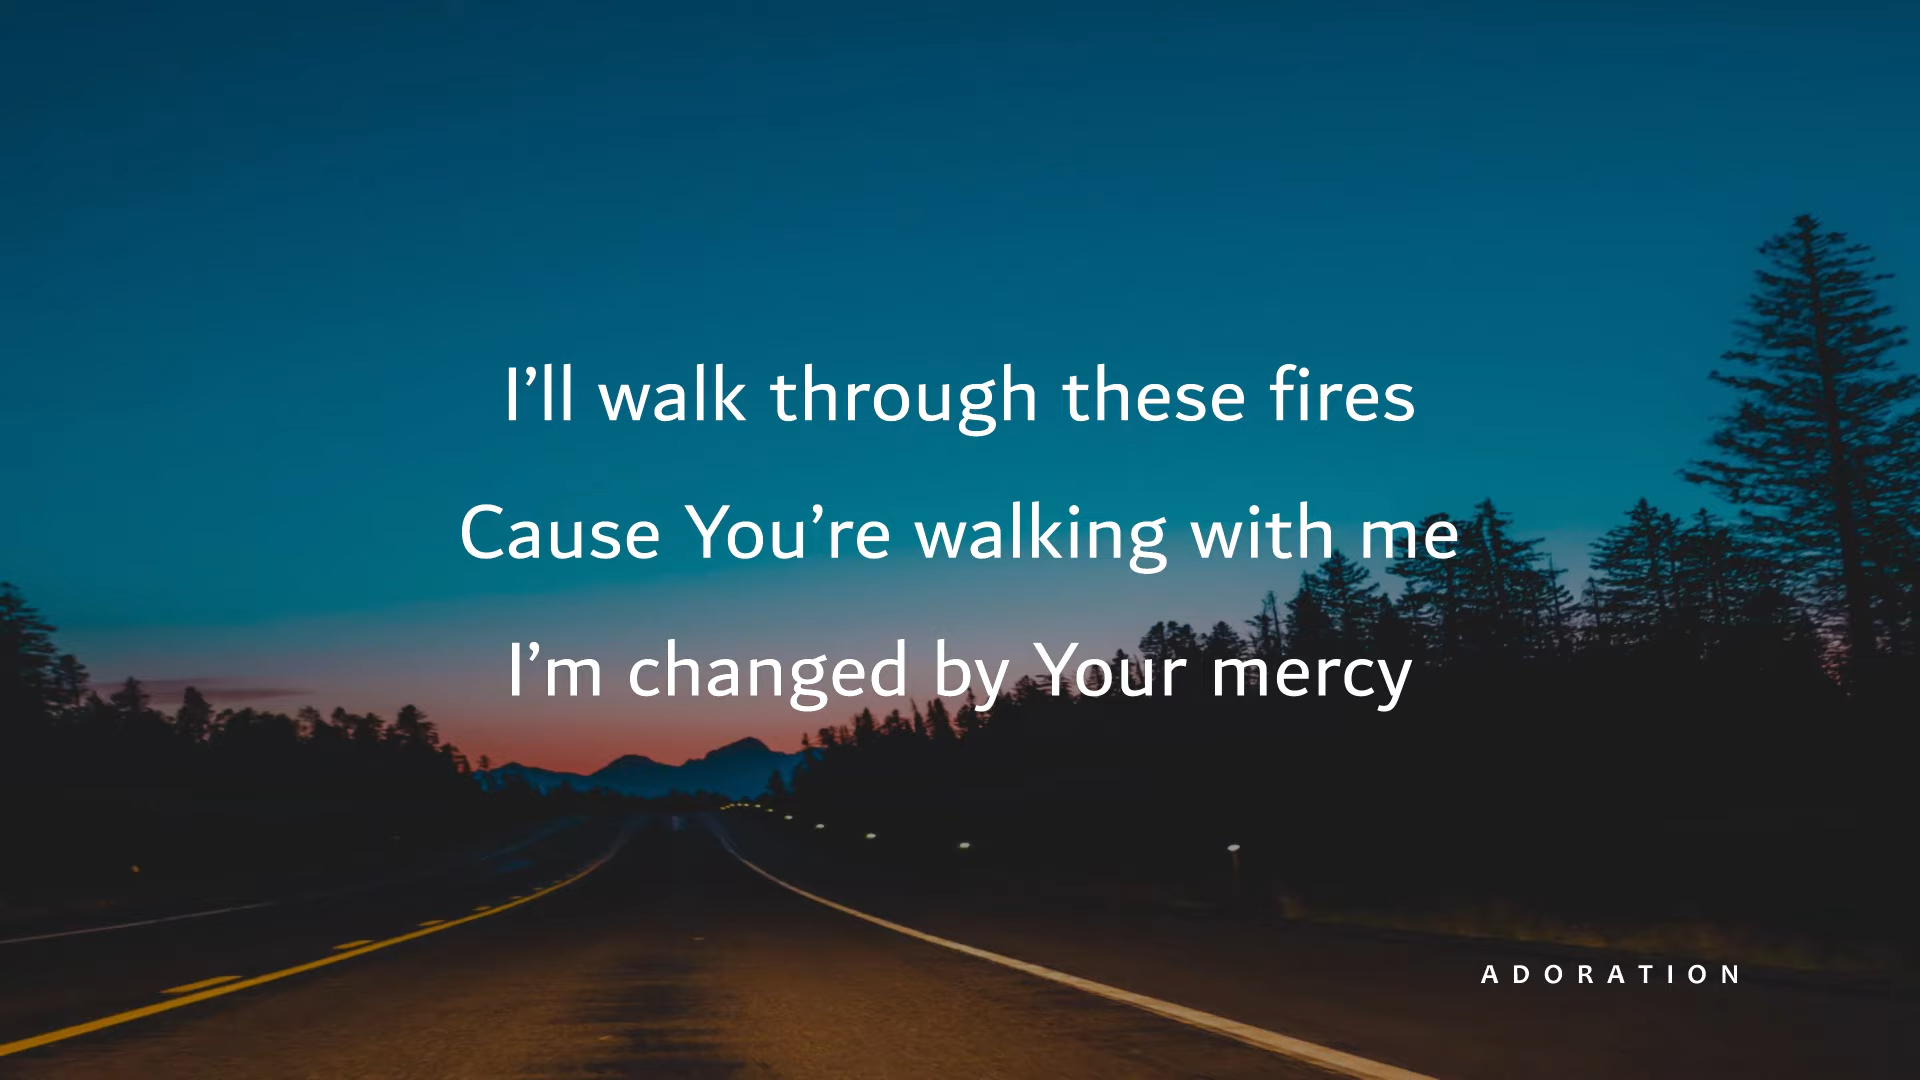 I’ll walk through these fires
Cause You’re walking with me
I’m changed by Your mercy
ADORATION